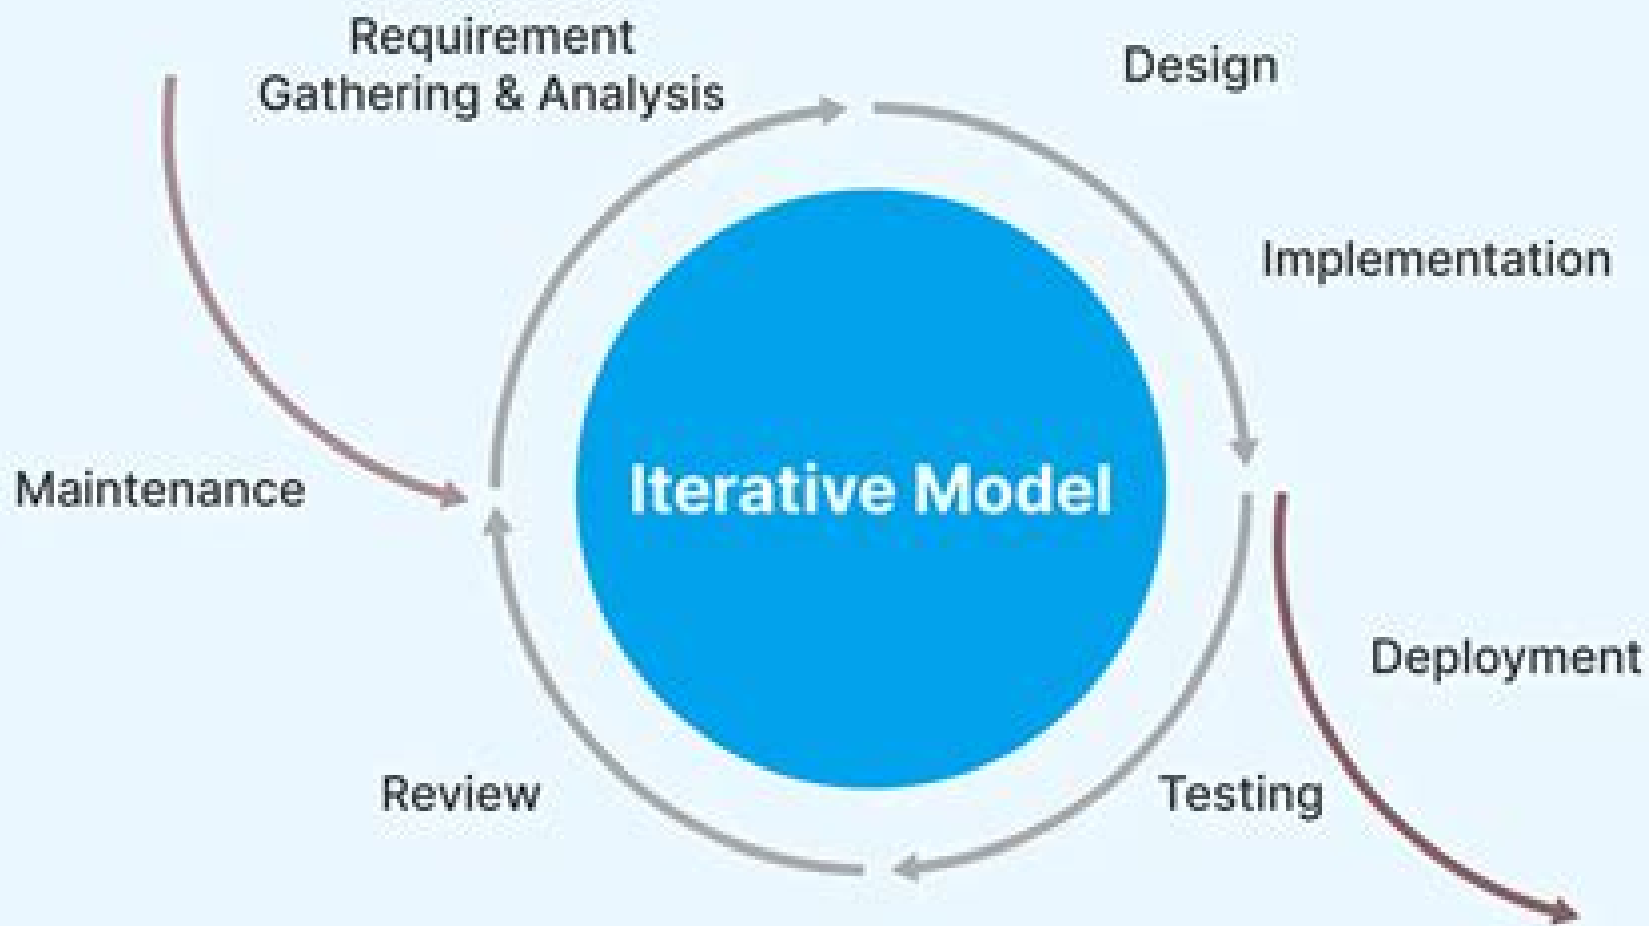 Requirement
Gathering & Analysis
Design
Implementation
Iterative Model
Maintenance
Deployment
Review
Testing